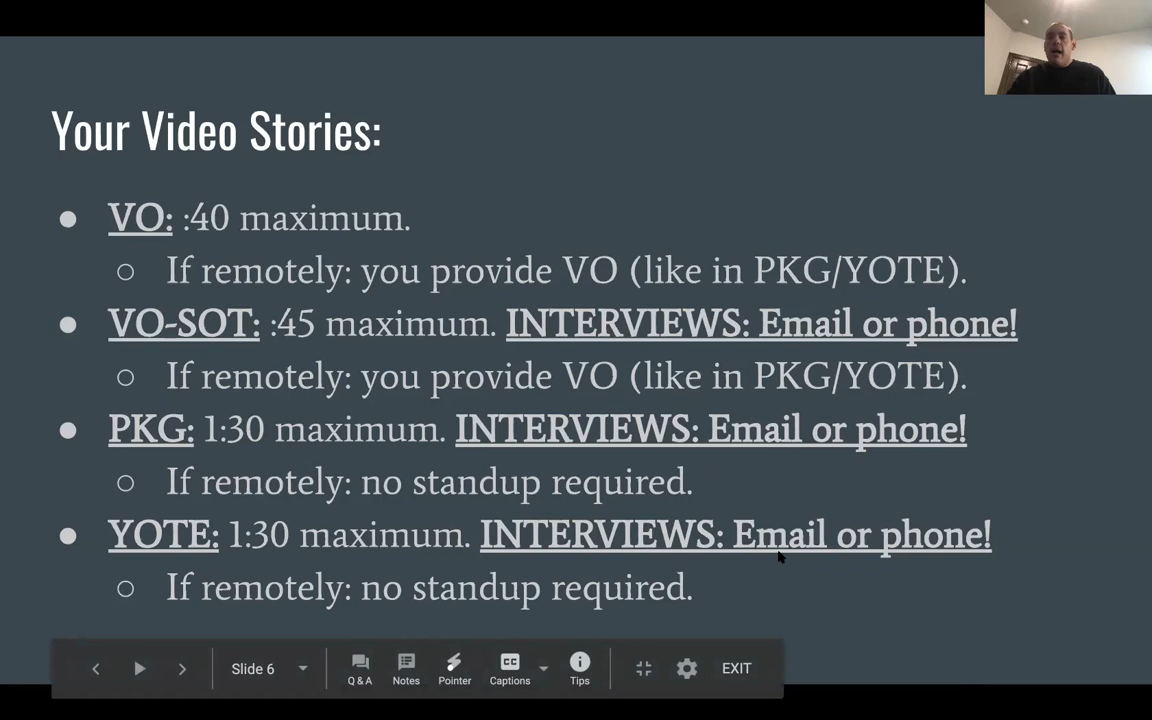 Your Video Stories:
● VO: :40 maximum.
○ If remotely: you provide VO (like in PKG/YOTE).
● VO-SOT: :45 maximum. INTERVIEWS: Email or phone!
○ If remotely: you provide VO (like in PKG/YOTE).
● PKG: 1:30 maximum. INTERVIEWS: Email or phone!
○ If remotely: no standup required.
● YOTE: 1:30 maximum. INTERVIEWS: Email or phone!
○ If remotely: no standup required.
Slide 6 Q & A Notes Pointer CC Captions Tips EXIT